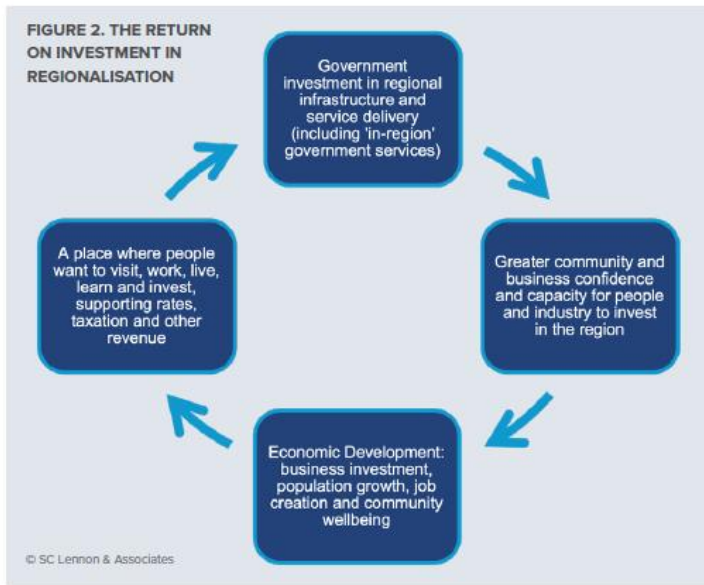 FIGURE 2. THE RETURN
ON INVESTMENT IN
REGIONALISATION
Government
investment in regional
infrastructure and
service delivery
(including 'in-region'
government services)
Greater community and
business confidence
and capacity for people
and industry to invest
in the region
Economic Development:
business investment,
population growth, job
creation and community
wellbeing
A place where people
want to visit, work, live,
learn and invest,
supporting rates,
taxation and other
revenue
© SC Lennon & Associates